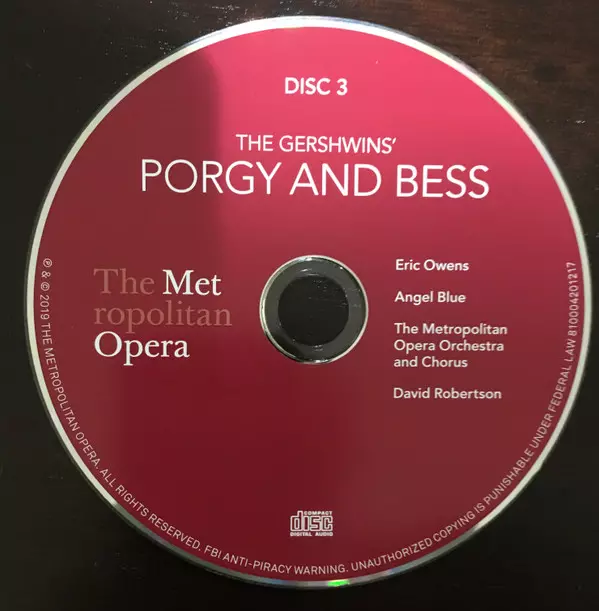 DISC 3
THE GERSHWINS'
PORGY AND BESS
The Met
ropolitan
Opera
Eric Owens
Angel Blue
The Metropolitan
Opera Orchestra
and Chorus
David Robertson
COMPACT
disc
DIGITAL AUDIO
℗ & © 2019 THE METROPOLITAN OPERA. ALL RIGHTS RESERVED. FBI ANTI-PIRACY WARNING. UNAUTHORIZED COPYING IS PUNISHABLE UNDER FEDERAL LAW 810004201217